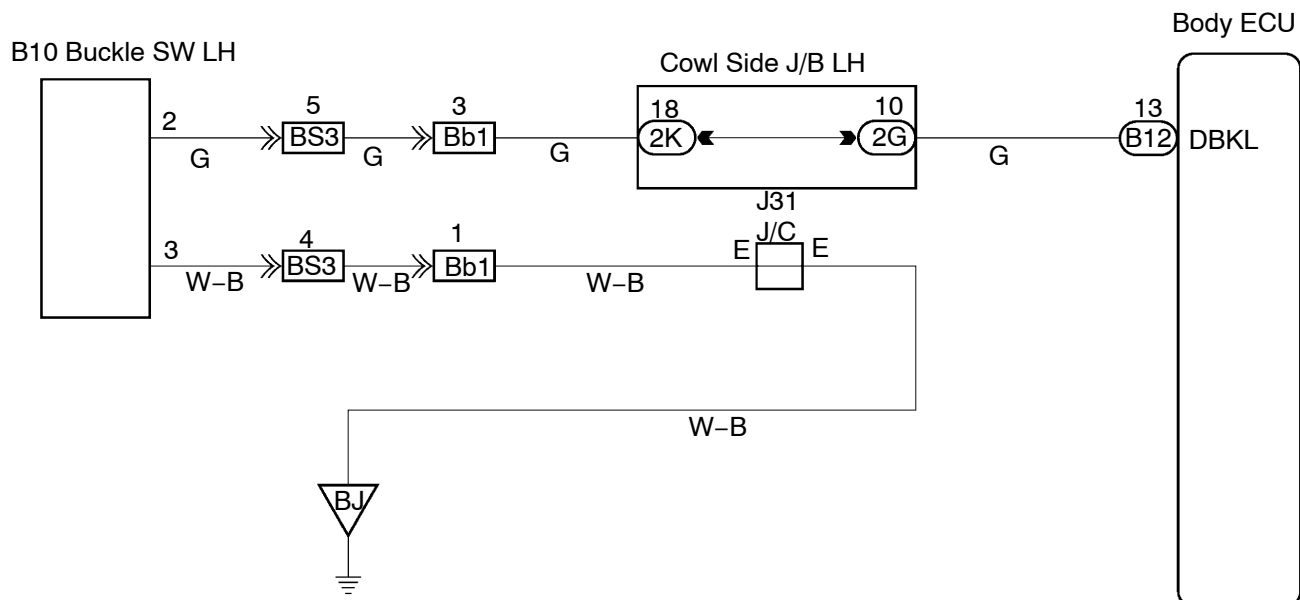 Body ECU
B10 Buckle SW LH
Cowl Side J/B LH
2
5
3
18
10
13
BS3
Bb1
2K
2G
B12
DBKL
G
G
G
G
J31
J/C
3
4
1
E
E
BS3
Bb1
W-B
W-B
W-B
W-B
BJ